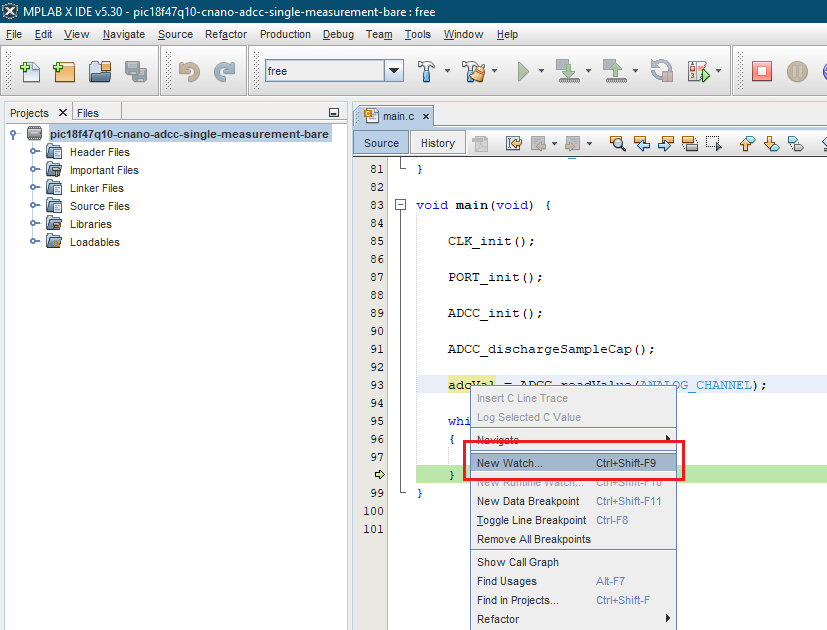 MPLAB X IDE v5.30 - pic18f47q10-cnano-adcc-single-measurement-bare : free
File Edit View Navigate Source Refactor Production Debug Team Tools Window Help
free
Projects Files
main.c
pic18f47q10-cnano-adcc-single-measurement-bare
Header Files
Important Files
Linker Files
Source Files
Libraries
Loadables
Source History
81 }
82
83 void main(void) {
84
85 CLK_init();
86
87 PORT_init();
88
89 ADCC_init();
90
91 ADCC_dischargeSampleCap();
92
93 adcVal = ADCC_readValue(ANALOG_CHANNEL);
94
95 whi
96 {
97
}
99 }
100
101
Insert C Line Trace
Log Selected C Value
Navigate
New Watch... Ctrl+Shift-F9
New Runtime Watch... Ctrl+Shift-F10
New Data Breakpoint Ctrl+Shift-F11
Toggle Line Breakpoint Ctrl-F8
Remove All Breakpoints
Show Call Graph
Find Usages Alt-F7
Find in Projects... Ctrl+Shift-F
Refactor